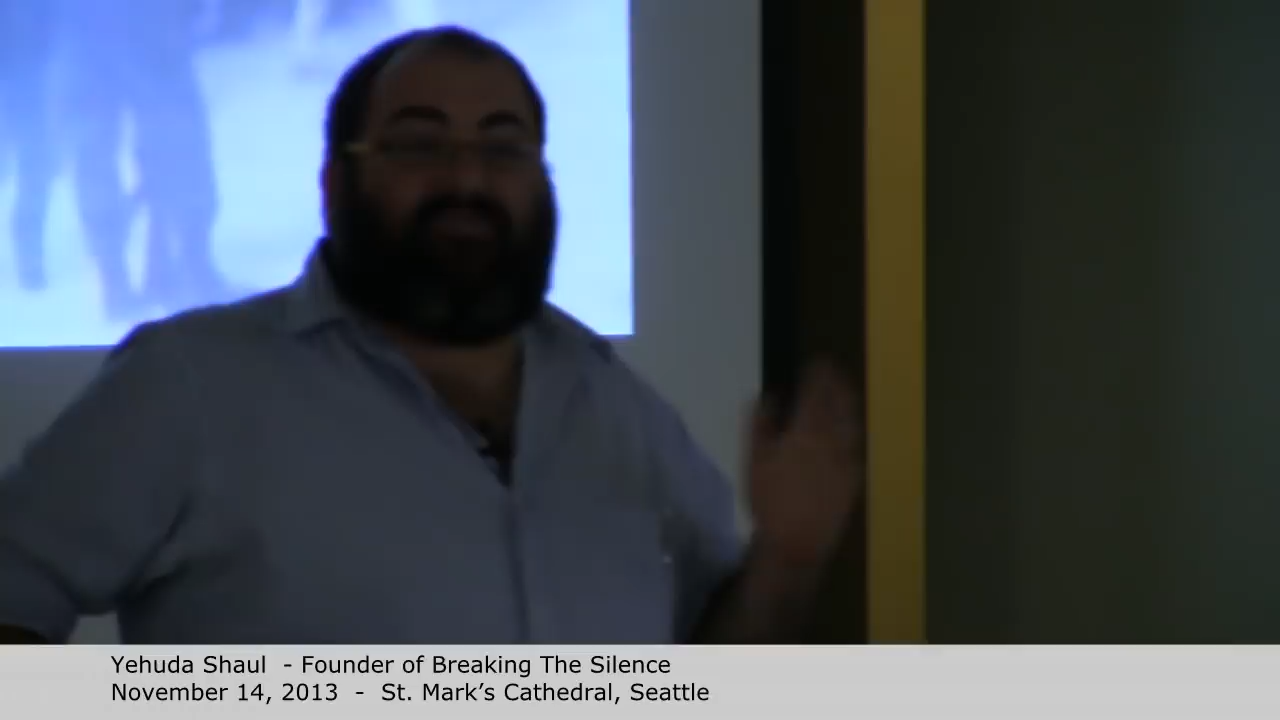 Yehuda Shaul  - Founder of Breaking The Silence
November 14, 2013  -  St. Mark’s Cathedral, Seattle